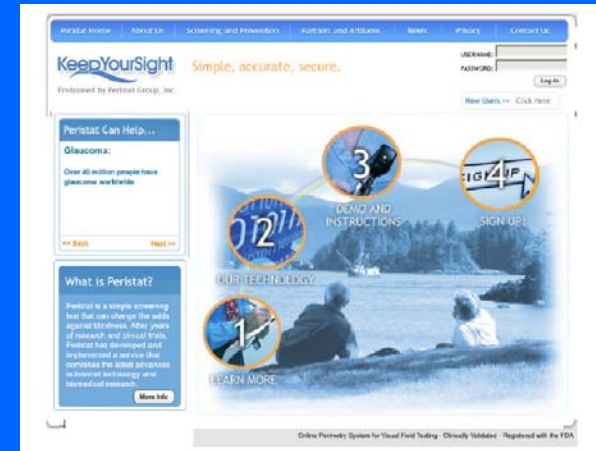 Peristat Home   About Us   Screening and Prevention   Partners and Affiliates   News   Privacy   Contact Us
KeepYourSight
Simple, accurate, secure.
Envisioned by Peristat Group, Inc
USERNAME:
PASSWORD:
Log-In
New Users >> Click Here
Peristat Can Help...
Glaucoma:
Over 40 million people have
glaucoma worldwide
<< Back   Next >>
What is Peristat?
Peristat is a simple screening
test that can change the odds
against blindness. After years
of research and clinical trials,
Peristat has developed and
implemented a service that
combines the latest advances
in internet technology and
biomedical research.
More Info
3
DEMO AND
INSTRUCTIONS
4
SIGN UP
SIGN UP!
2
OUR TECHNOLOGY
1
LEARN MORE
Online Perimetry System for Visual Field Testing - Clinically Validated - Registered with the FDA